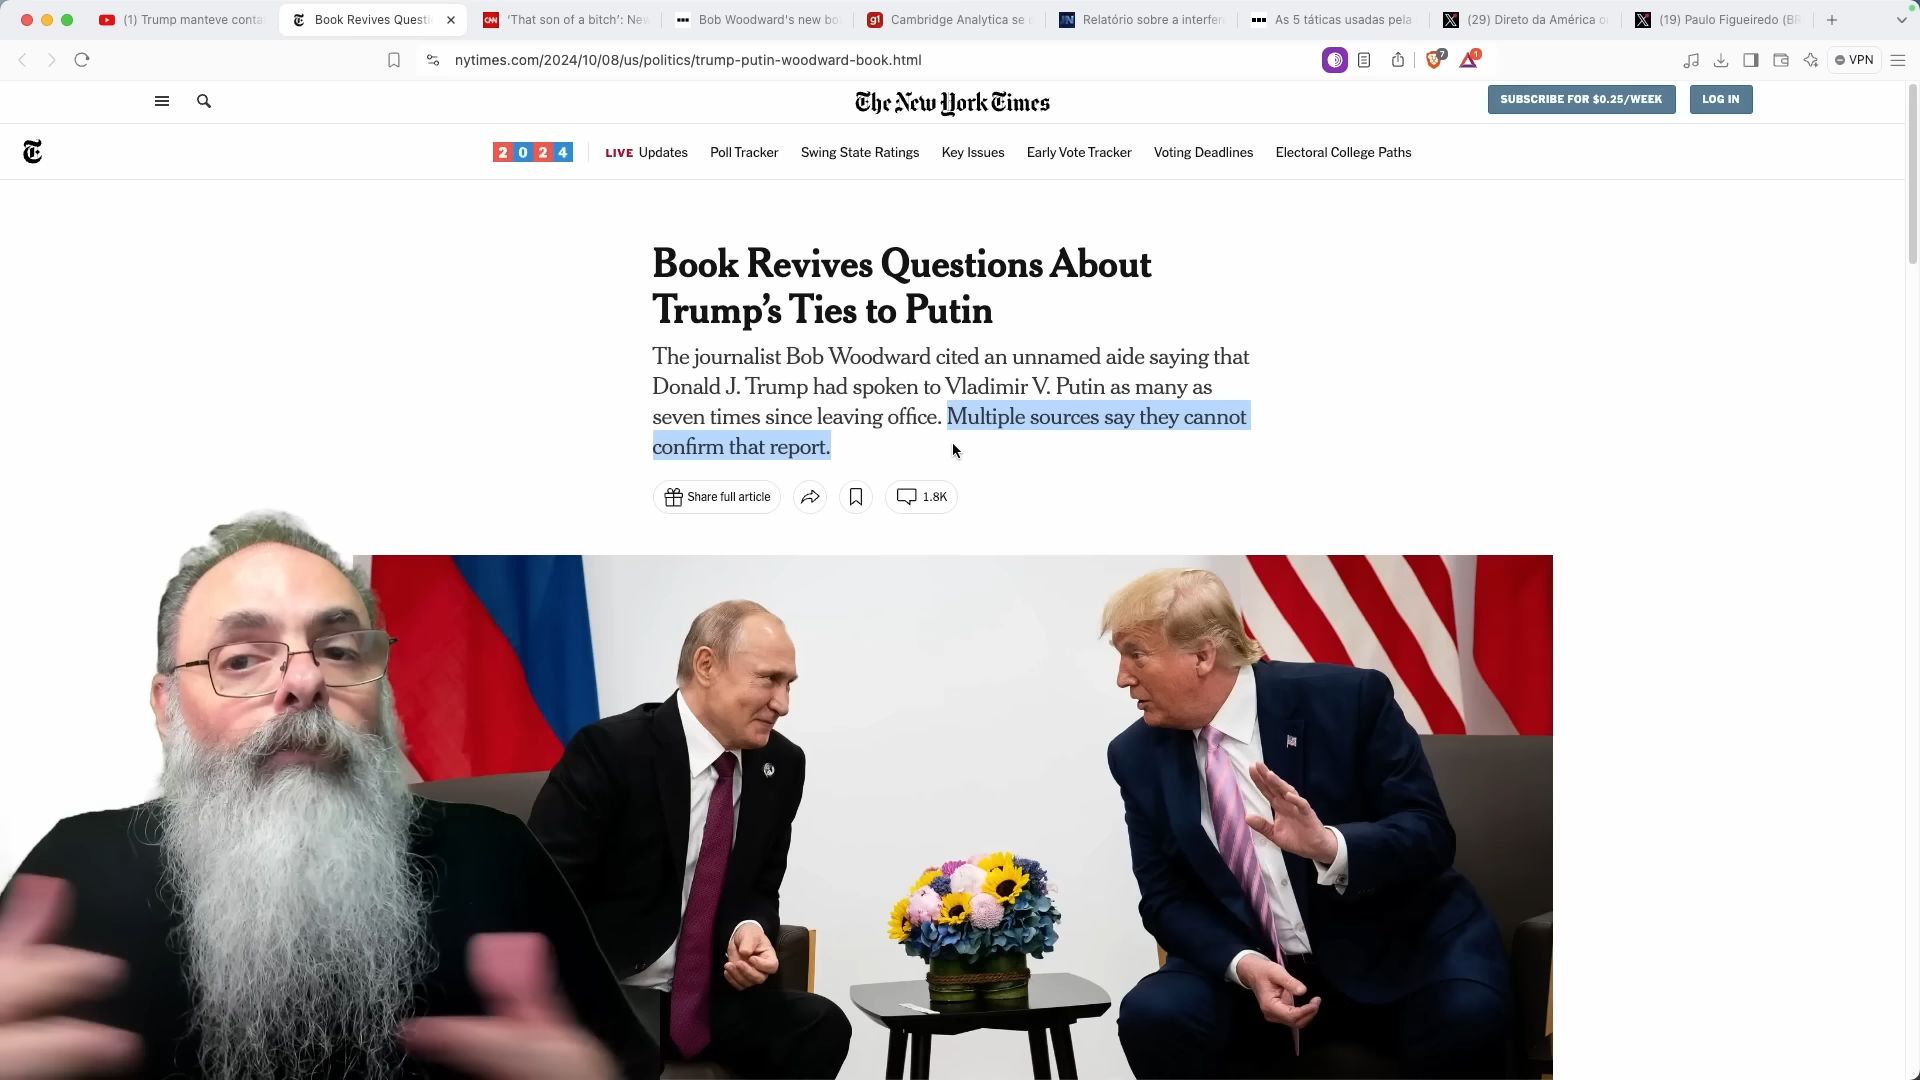 (1) Trump manteve conta
Book Revives Questi
CNN
'That son of a bitch': Nev
Bob Woodward's new bo
g1
Cambridge Analytica se
Relatório sobre a interfer
As 5 táticas usadas pela
(29) Direto da América
(19) Paulo Figueiredo (BR
nytimes.com/2024/10/08/us/politics/trump-putin-woodward-book.html
7
1
VPN
The New York Times
SUBSCRIBE FOR $0.25/WEEK
LOG IN
2024
LIVE Updates
Poll Tracker
Swing State Ratings
Key Issues
Early Vote Tracker
Voting Deadlines
Electoral College Paths
Book Revives Questions About
Trump's Ties to Putin
The journalist Bob Woodward cited an unnamed aide saying that
Donald J. Trump had spoken to Vladimir V. Putin as many as
seven times since leaving office. Multiple sources say they cannot
confirm that report.
Share full article
1.8K